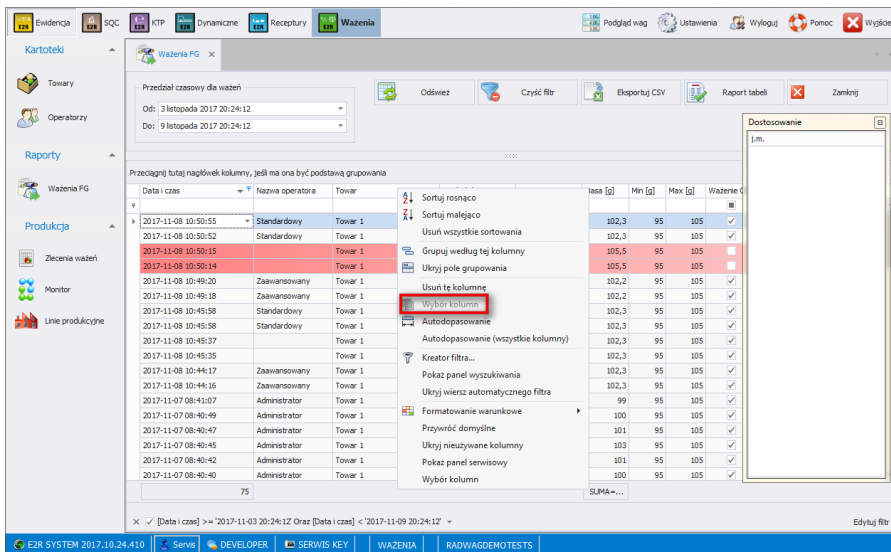 Ewidencja SQC KTP Dynamiczne Receptury Ważenia Podgląd wag Ustawienia Wyloguj Pomoc Wyjście
Kartoteki
Towary
Operatorzy
Raporty
Ważenia FG
Produkcja
Zlecenia ważeń
Monitor
Linie produkcyjne
Ważenia FG x
Przedział czasowy dla ważeń
Od: 3 listopada 2017 20:24:12
Do: 9 listopada 2017 20:24:12
Odśwież Czyść filtr Eksportuj CSV Raport tabeli Zamknij
Dostosowanie
j.m.
Przeciągnij tutaj nagłówek kolumny, jeśli ma ona być podstawą grupowania
Data i czas Nazwa operatora Towar Masa [g] Min [g] Max [g] Ważenie
2017-11-08 10:50:55 Standardowy Towar 1 102,3 95 105
2017-11-08 10:50:52 Standardowy Towar 1 102,3 95 105
2017-11-08 10:50:15 Towar 1 105,5 95 105
2017-11-08 10:50:14 Towar 1 105,5 95 105
2017-11-08 10:49:20 Zaawansowany Towar 1 102,2 95 105
2017-11-08 10:49:18 Zaawansowany Towar 1 102,2 95 105
2017-11-08 10:45:58 Standardowy Towar 1 102,3 95 105
2017-11-08 10:45:58 Standardowy Towar 1 102,3 95 105
2017-11-08 10:45:37 Towar 1 102,3 95 105
2017-11-08 10:45:35 Towar 1 102,3 95 105
2017-11-08 10:44:17 Zaawansowany Towar 1 102,3 95 105
2017-11-08 10:44:16 Zaawansowany Towar 1 102,3 95 105
2017-11-07 08:41:07 Administrator Towar 1 99 95 105
2017-11-07 08:40:49 Administrator Towar 1 100 95 105
2017-11-07 08:40:47 Administrator Towar 1 101 95 105
2017-11-07 08:40:45 Administrator Towar 1 103 95 105
2017-11-07 08:40:42 Administrator Towar 1 101 95 105
2017-11-07 08:40:40 Administrator Towar 1 100 95 105
75 SUMA=...
Sortuj rosnąco
Sortuj malejąco
Usuń wszystkie sortowania
Grupuj według tej kolumny
Ukryj pole grupowania
Usuń tę kolumnę
Wybór kolumn
Autodopasowanie
Autodopasowanie (wszystkie kolumny)
Kreator filtra...
Pokaż panel wyszukiwania
Ukryj wiersz automatycznego filtra
Formatowanie warunkowe
Przywróć domyślne
Ukryj nieużywane kolumny
Pokaż panel serwisowy
Wybór kolumn
[Data i czas] >= '2017-11-03 20:24:12' Oraz [Data i czas] < '2017-11-09 20:24:12' Edytuj filtr
E2R SYSTEM 2017.10.24.410 Servis DEVELOPER SERWIS KEY WAŻENIA RADWAGDEMOTESTS